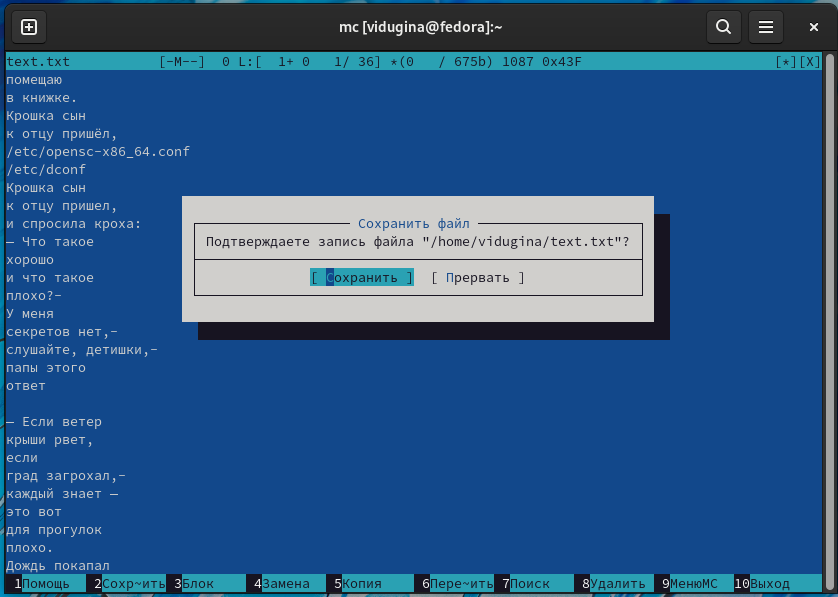 mc [vidugina@fedora]:~
text.txt [-M--] 0 L:[ 1+ 0 1/ 36] *(0 / 675b) 1087 0x43F [*][X]
помещаю
в книжке.
Крошка сын
к отцу пришёл,
/etc/opensc-x86_64.conf
/etc/dconf
Крошка сын
к отцу пришел,
и спросила кроха:
— Что такое
хорошо
и что такое
плохо?-
У меня
секретов нет,-
слушайте, детишки,-
папы этого
ответ
— Если ветер
крыши рвет,
если
град загрохал,-
каждый знает —
это вот
для прогулок
плохо.
Дождь покапал
Сохранить файл
Подтверждаете запись файла "/home/vidugina/text.txt"?
[ Сохранить ] [ Прервать ]
1Помощь 2Сохр~ить 3Блок 4Замена 5Копия 6Пере~ить 7Поиск 8Удалить 9МенюMC 10Выход